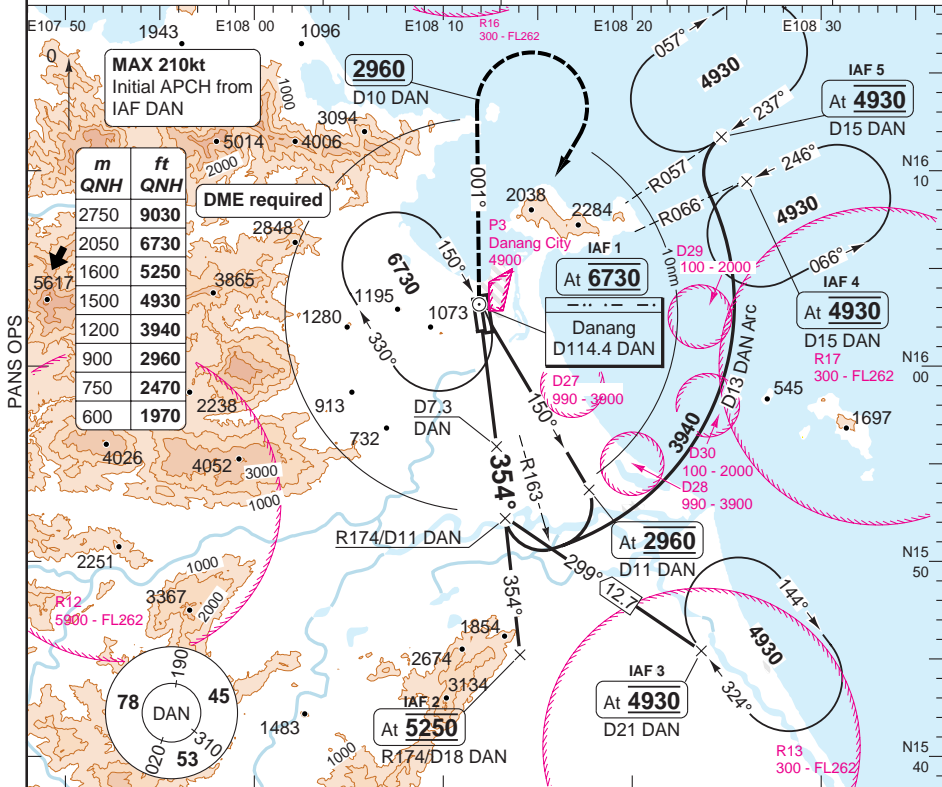 E107 50
1943
E108 00
1096
E108 10
R16
300 - FL262
E108 20
E108 30
0
MAX 210kt
Initial APCH from
IAF DAN
1000
2960
D10 DAN
057°
4930
IAF 5
At 4930
D15 DAN
237°
3094
5014
4006
2000
m
QNH
ft
QNH
2750 9030
2050 6730
1600 5250
1500 4930
1200 3940
900 2960
750 2470
600 1970
DME required
001°
R057
R066
246°
4930
066°
N16
10
2038
2284
P3
Danang City
4900
IAF 1
At 6730
10nm
D29
100 - 2000
IAF 4
At 4930
D15 DAN
2848
5617
3865
6730
150°
1195
1280
1073
330°
Danang
D114.4 DAN
R17
300 - FL262
N16
00
PANS OPS
2238
913
732
D7.3
DAN
D27
990 - 3900
150°
D13 DAN Arc
3940
545
1697
4026
4052
3000
1000
354°
R163
D30
100 - 2000
D28
990 - 3900
R174/D11 DAN
At 2960
D11 DAN
N15
50
2251
1000
3367
2000
R12
5900 - FL262
354°
299°
12.7
144°
4930
324°
1854
2674
3134
IAF 2
At 5250
R174/D18 DAN
IAF 3
At 4930
D21 DAN
190
78
45
DAN
020
310
53
1483
1000
R13
300 - FL262
N15
40